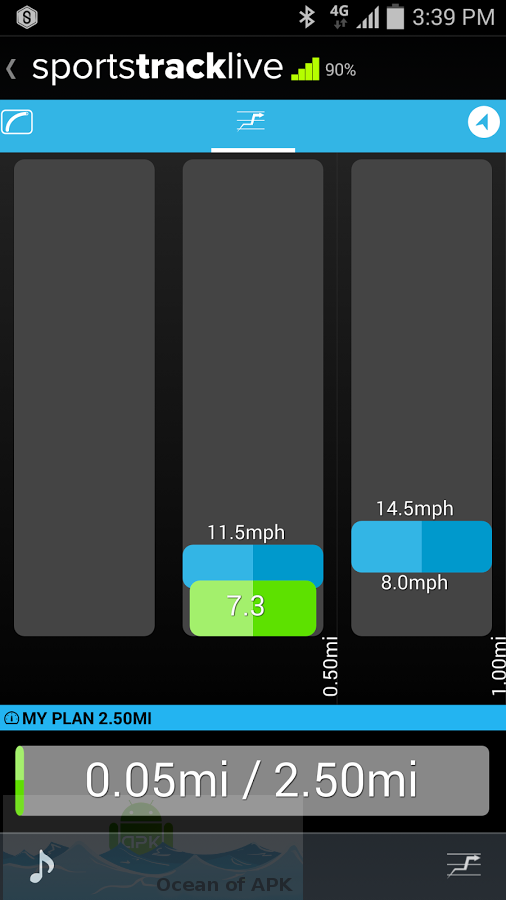 S 4G 3:39 PM
sportstracklive 90%
14.5mph
11.5mph
8.0mph
7.3
0.50mi
1.00mi
MY PLAN 2.50MI
0.05mi / 2.50mi
APK
Ocean of APK